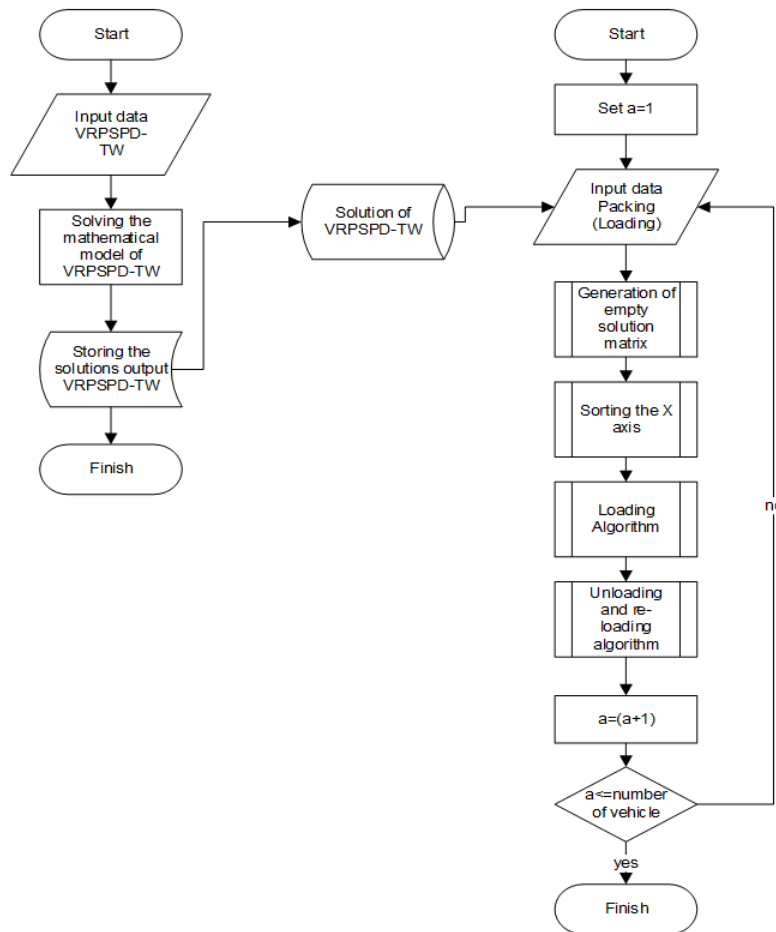 Start
Input data
VRPSPD-
TW
Solving the
mathematical
model of
VRPSPD-TW
Storing the
solutions output
VRPSPD-TW
Finish
Solution of
VRPSPD-TW
Start
Set a=1
Input data
Packing
(Loading)
Generation of
empty
solution
matrix
Sorting the X
axis
Loading
Algorithm
Unloading
and re-
loading
algorithm
a=(a+1)
a<=number
of vehicle
no
yes
Finish